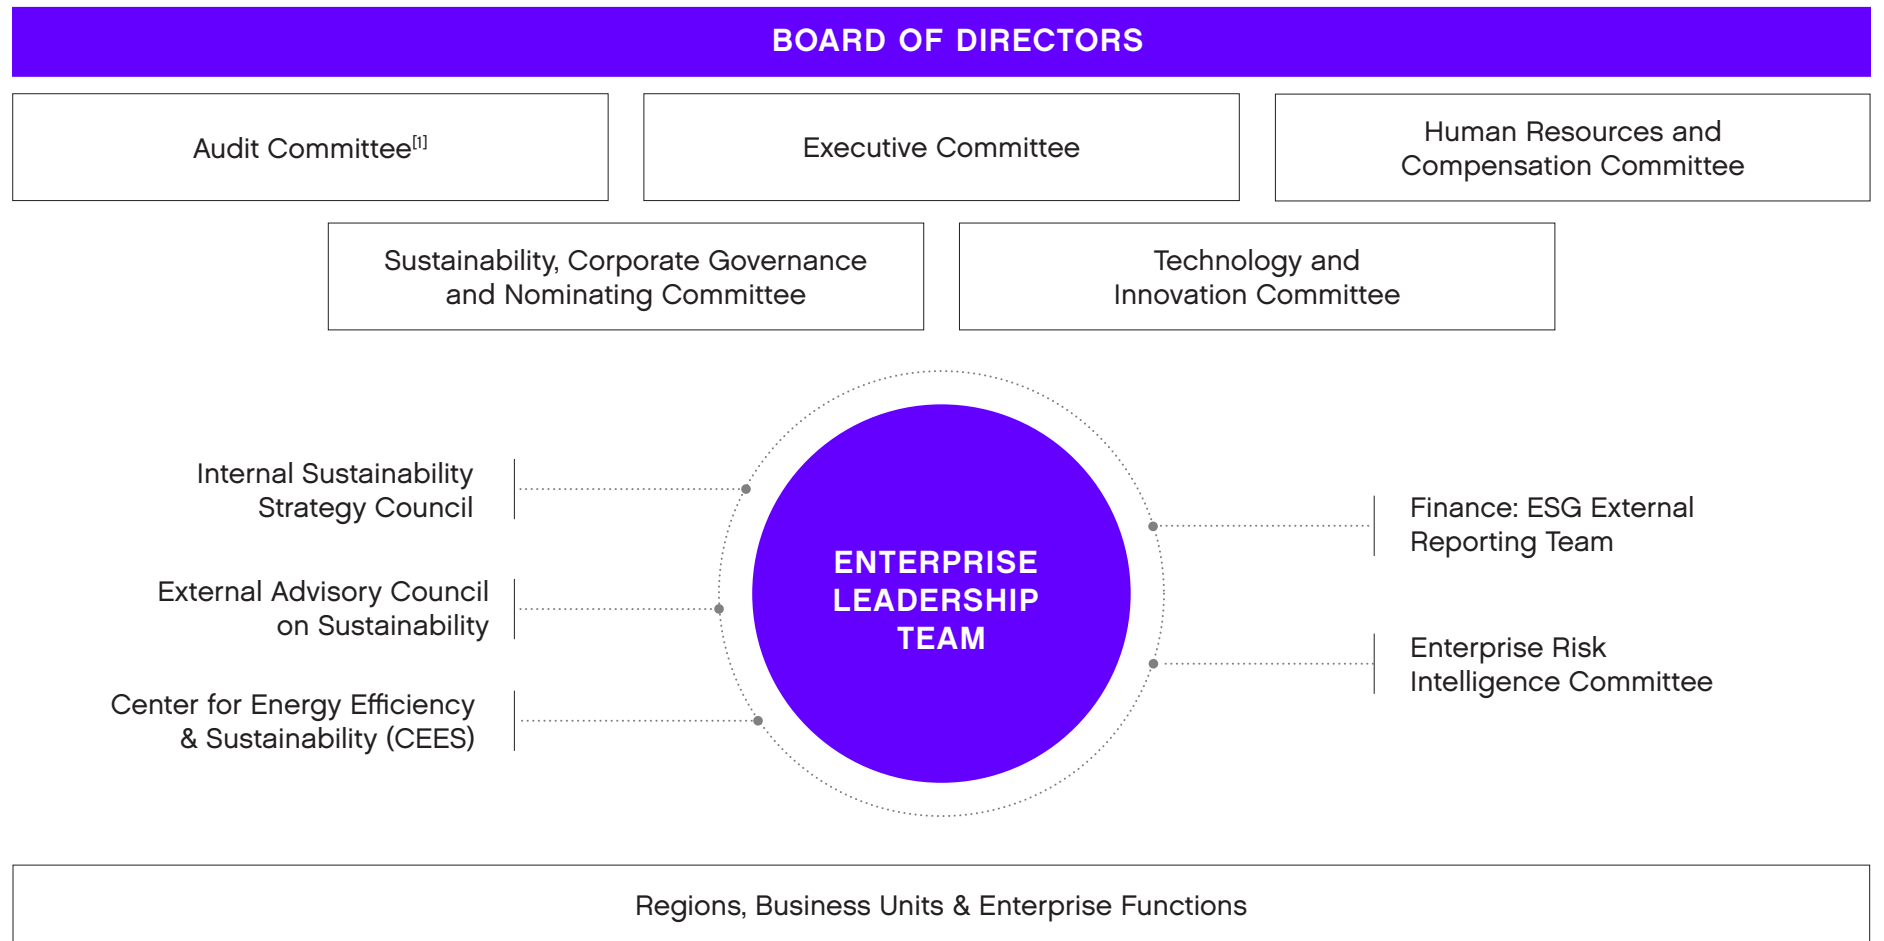 BOARD OF DIRECTORS
Audit Committee[1]
Executive Committee
Human Resources and
Compensation Committee
Sustainability, Corporate Governance
and Nominating Committee
Technology and
Innovation Committee
Internal Sustainability
Strategy Council
External Advisory Council
on Sustainability
Center for Energy Efficiency
& Sustainability (CEES)
ENTERPRISE
LEADERSHIP
TEAM
Finance: ESG External
Reporting Team
Enterprise Risk
Intelligence Committee
Regions, Business Units & Enterprise Functions